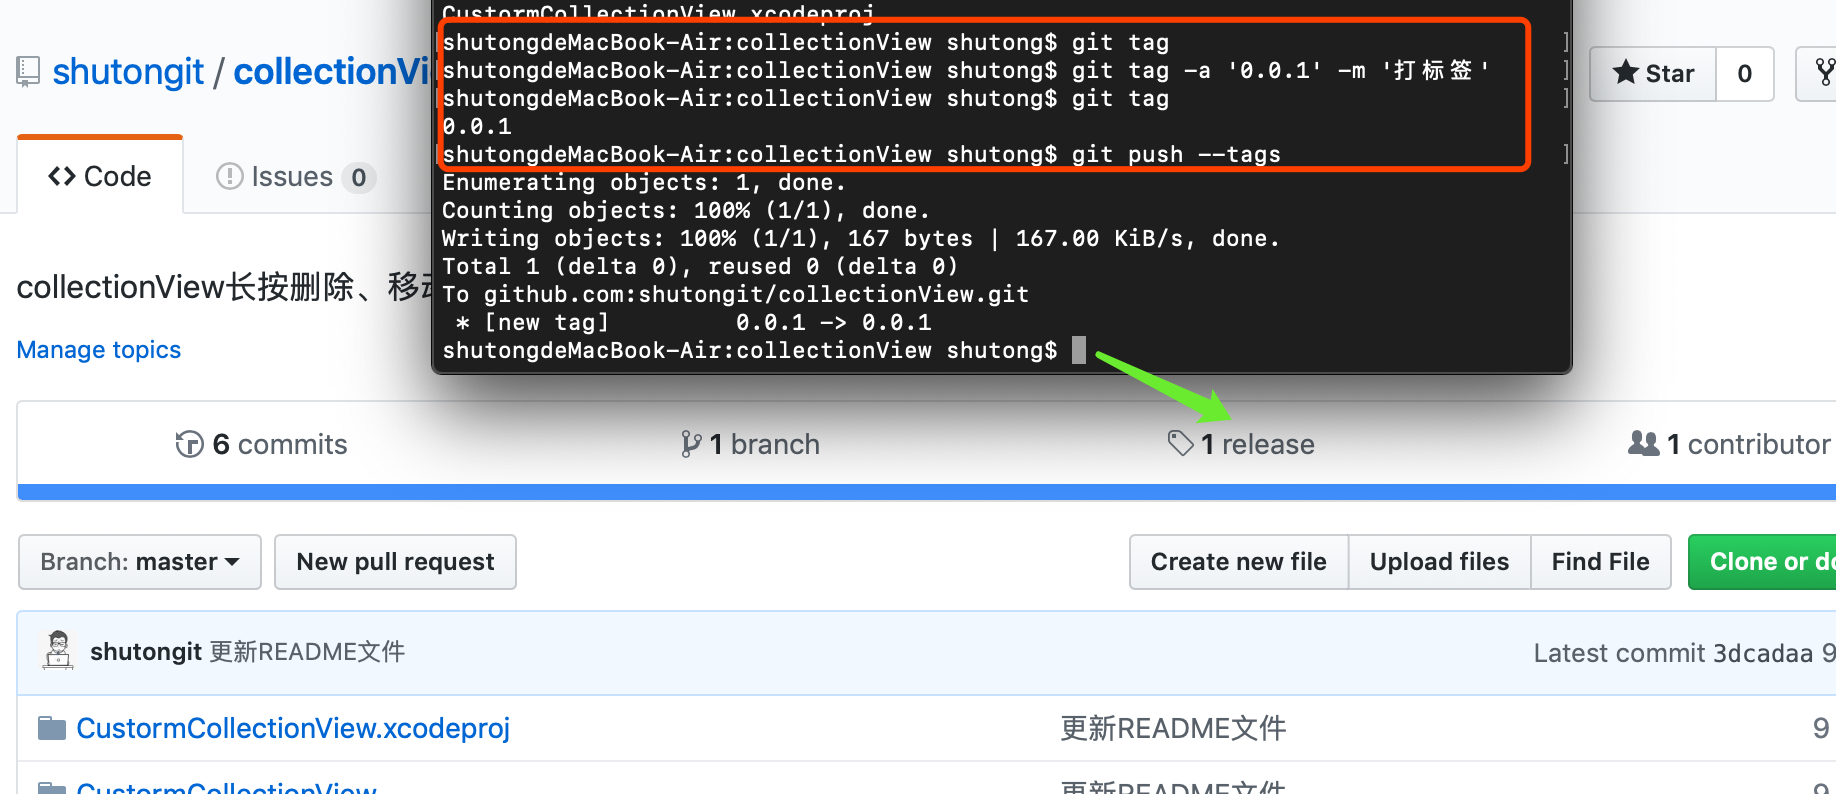 CustormCollectionView.xcodeproj
shutongdeMacBook-Air:collectionView shutong$ git tag
shutongdeMacBook-Air:collectionView shutong$ git tag -a '0.0.1' -m '打标签'
shutongdeMacBook-Air:collectionView shutong$ git tag
0.0.1
shutongdeMacBook-Air:collectionView shutong$ git push --tags
Enumerating objects: 1, done.
Counting objects: 100% (1/1), done.
Writing objects: 100% (1/1), 167 bytes | 167.00 KiB/s, done.
Total 1 (delta 0), reused 0 (delta 0)
To github.com:shutongit/collectionView.git
* [new tag] 0.0.1 -> 0.0.1
shutongdeMacBook-Air:collectionView shutong$
shutongit / collectionVi
Star 0
Code Issues 0
collectionView长按删除、移
Manage topics
6 commits 1 branch 1 release 1 contributor
Branch: master New pull request Create new file Upload files Find File Clone or do
shutongit 更新README文件 Latest commit 3dcadaa 9
CustormCollectionView.xcodeproj 更新README文件 9
CustormCollectionView 更新README文件 9